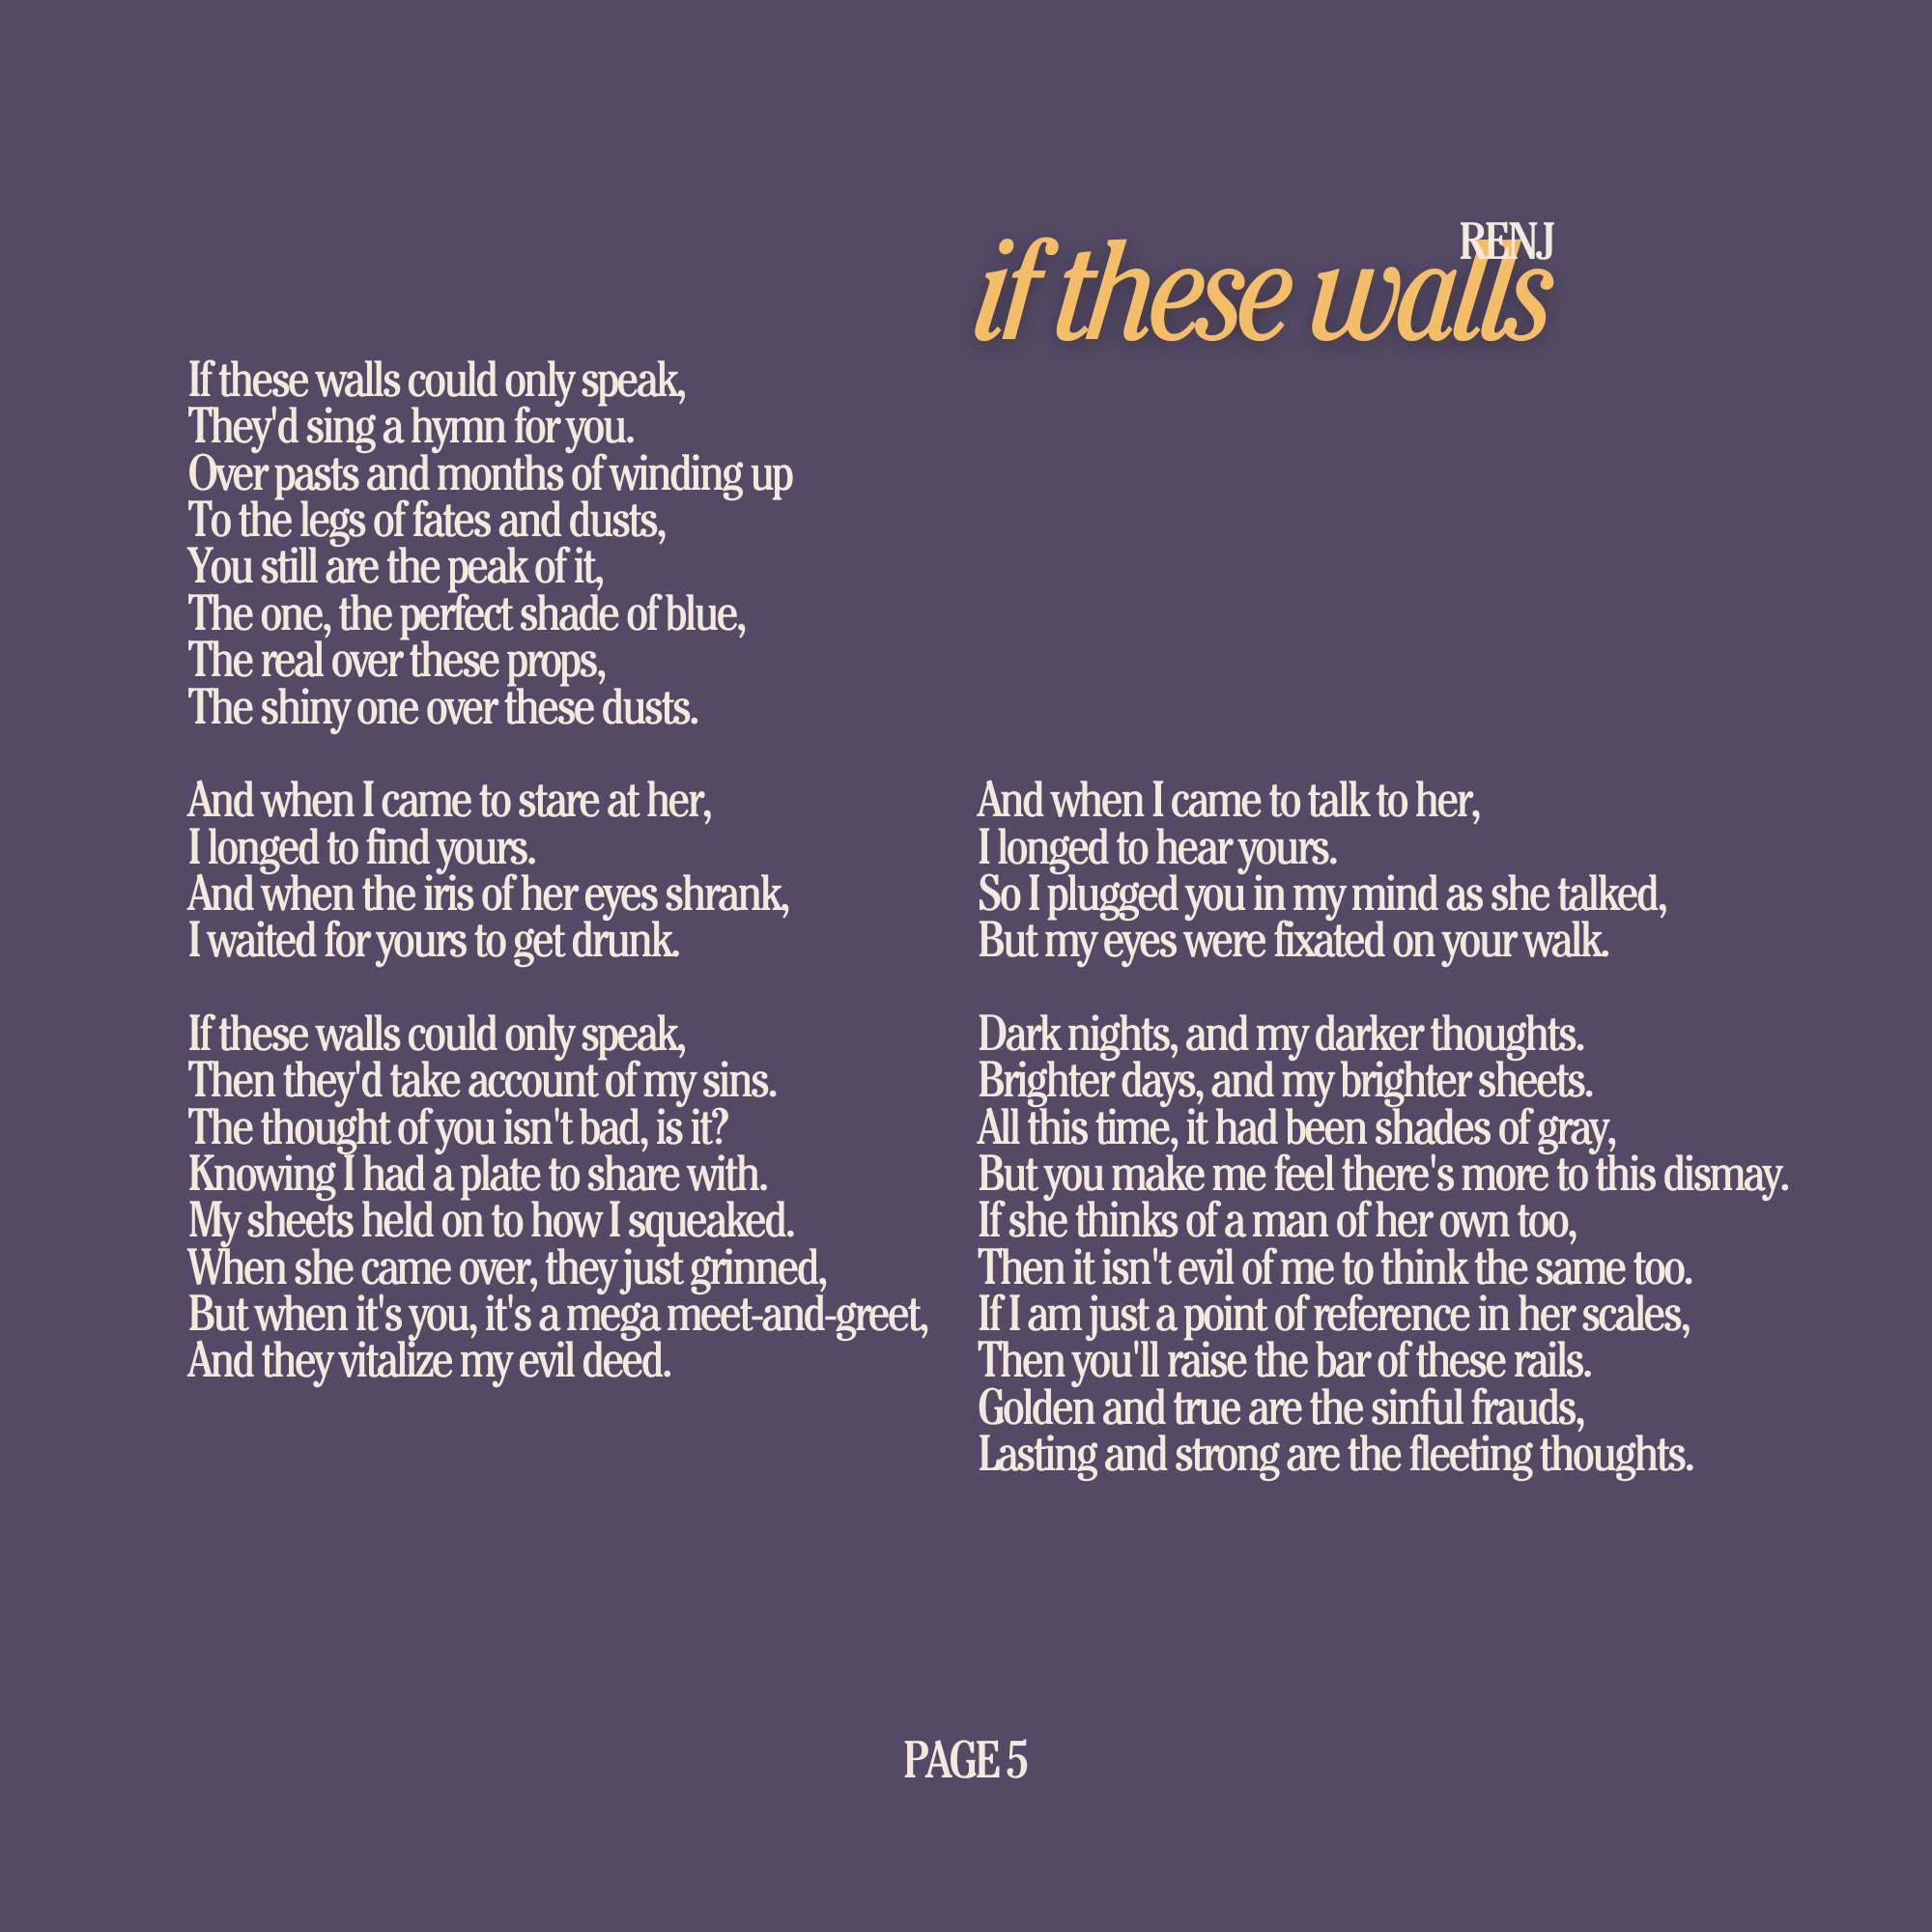 RENJ
if these walls
If these walls could only speak,
They'd sing a hymn for you.
Over pasts and months of winding up
To the legs of fates and dusts,
You still are the peak of it,
The one, the perfect shade of blue,
The real over these props,
The shiny one over these dusts.
And when I came to stare at her,
I longed to find yours.
And when the iris of her eyes shrank,
I waited for yours to get drunk.
If these walls could only speak,
Then they'd take account of my sins.
The thought of you isn't bad, is it?
Knowing I had a plate to share with.
My sheets held on to how I squeaked.
When she came over, they just grinned,
But when it's you, it's a mega meet-and-greet,
And they vitalize my evil deed.
And when I came to talk to her,
I longed to hear yours.
So I plugged you in my mind as she talked,
But my eyes were fixated on your walk.
Dark nights, and my darker thoughts.
Brighter days, and my brighter sheets.
All this time, it had been shades of gray,
But you make me feel there's more to this dismay.
If she thinks of a man of her own too,
Then it isn't evil of me to think the same too.
If I am just a point of reference in her scales,
Then you'll raise the bar of these rails.
Golden and true are the sinful frauds,
Lasting and strong are the fleeting thoughts.
PAGE 5